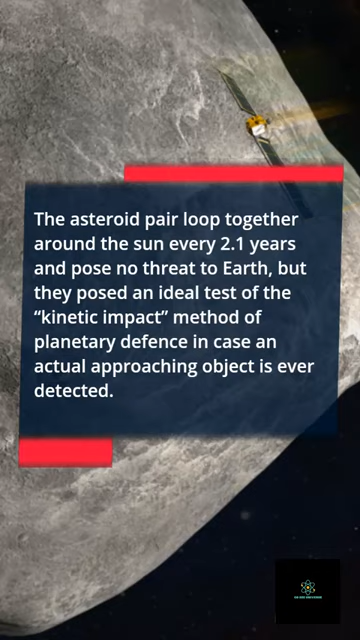 The asteroid pair loop together
around the sun every 2.1 years
and pose no threat to Earth, but
they posed an ideal test of the
“kinetic impact” method of
planetary defence in case an
actual approaching object is ever
detected.